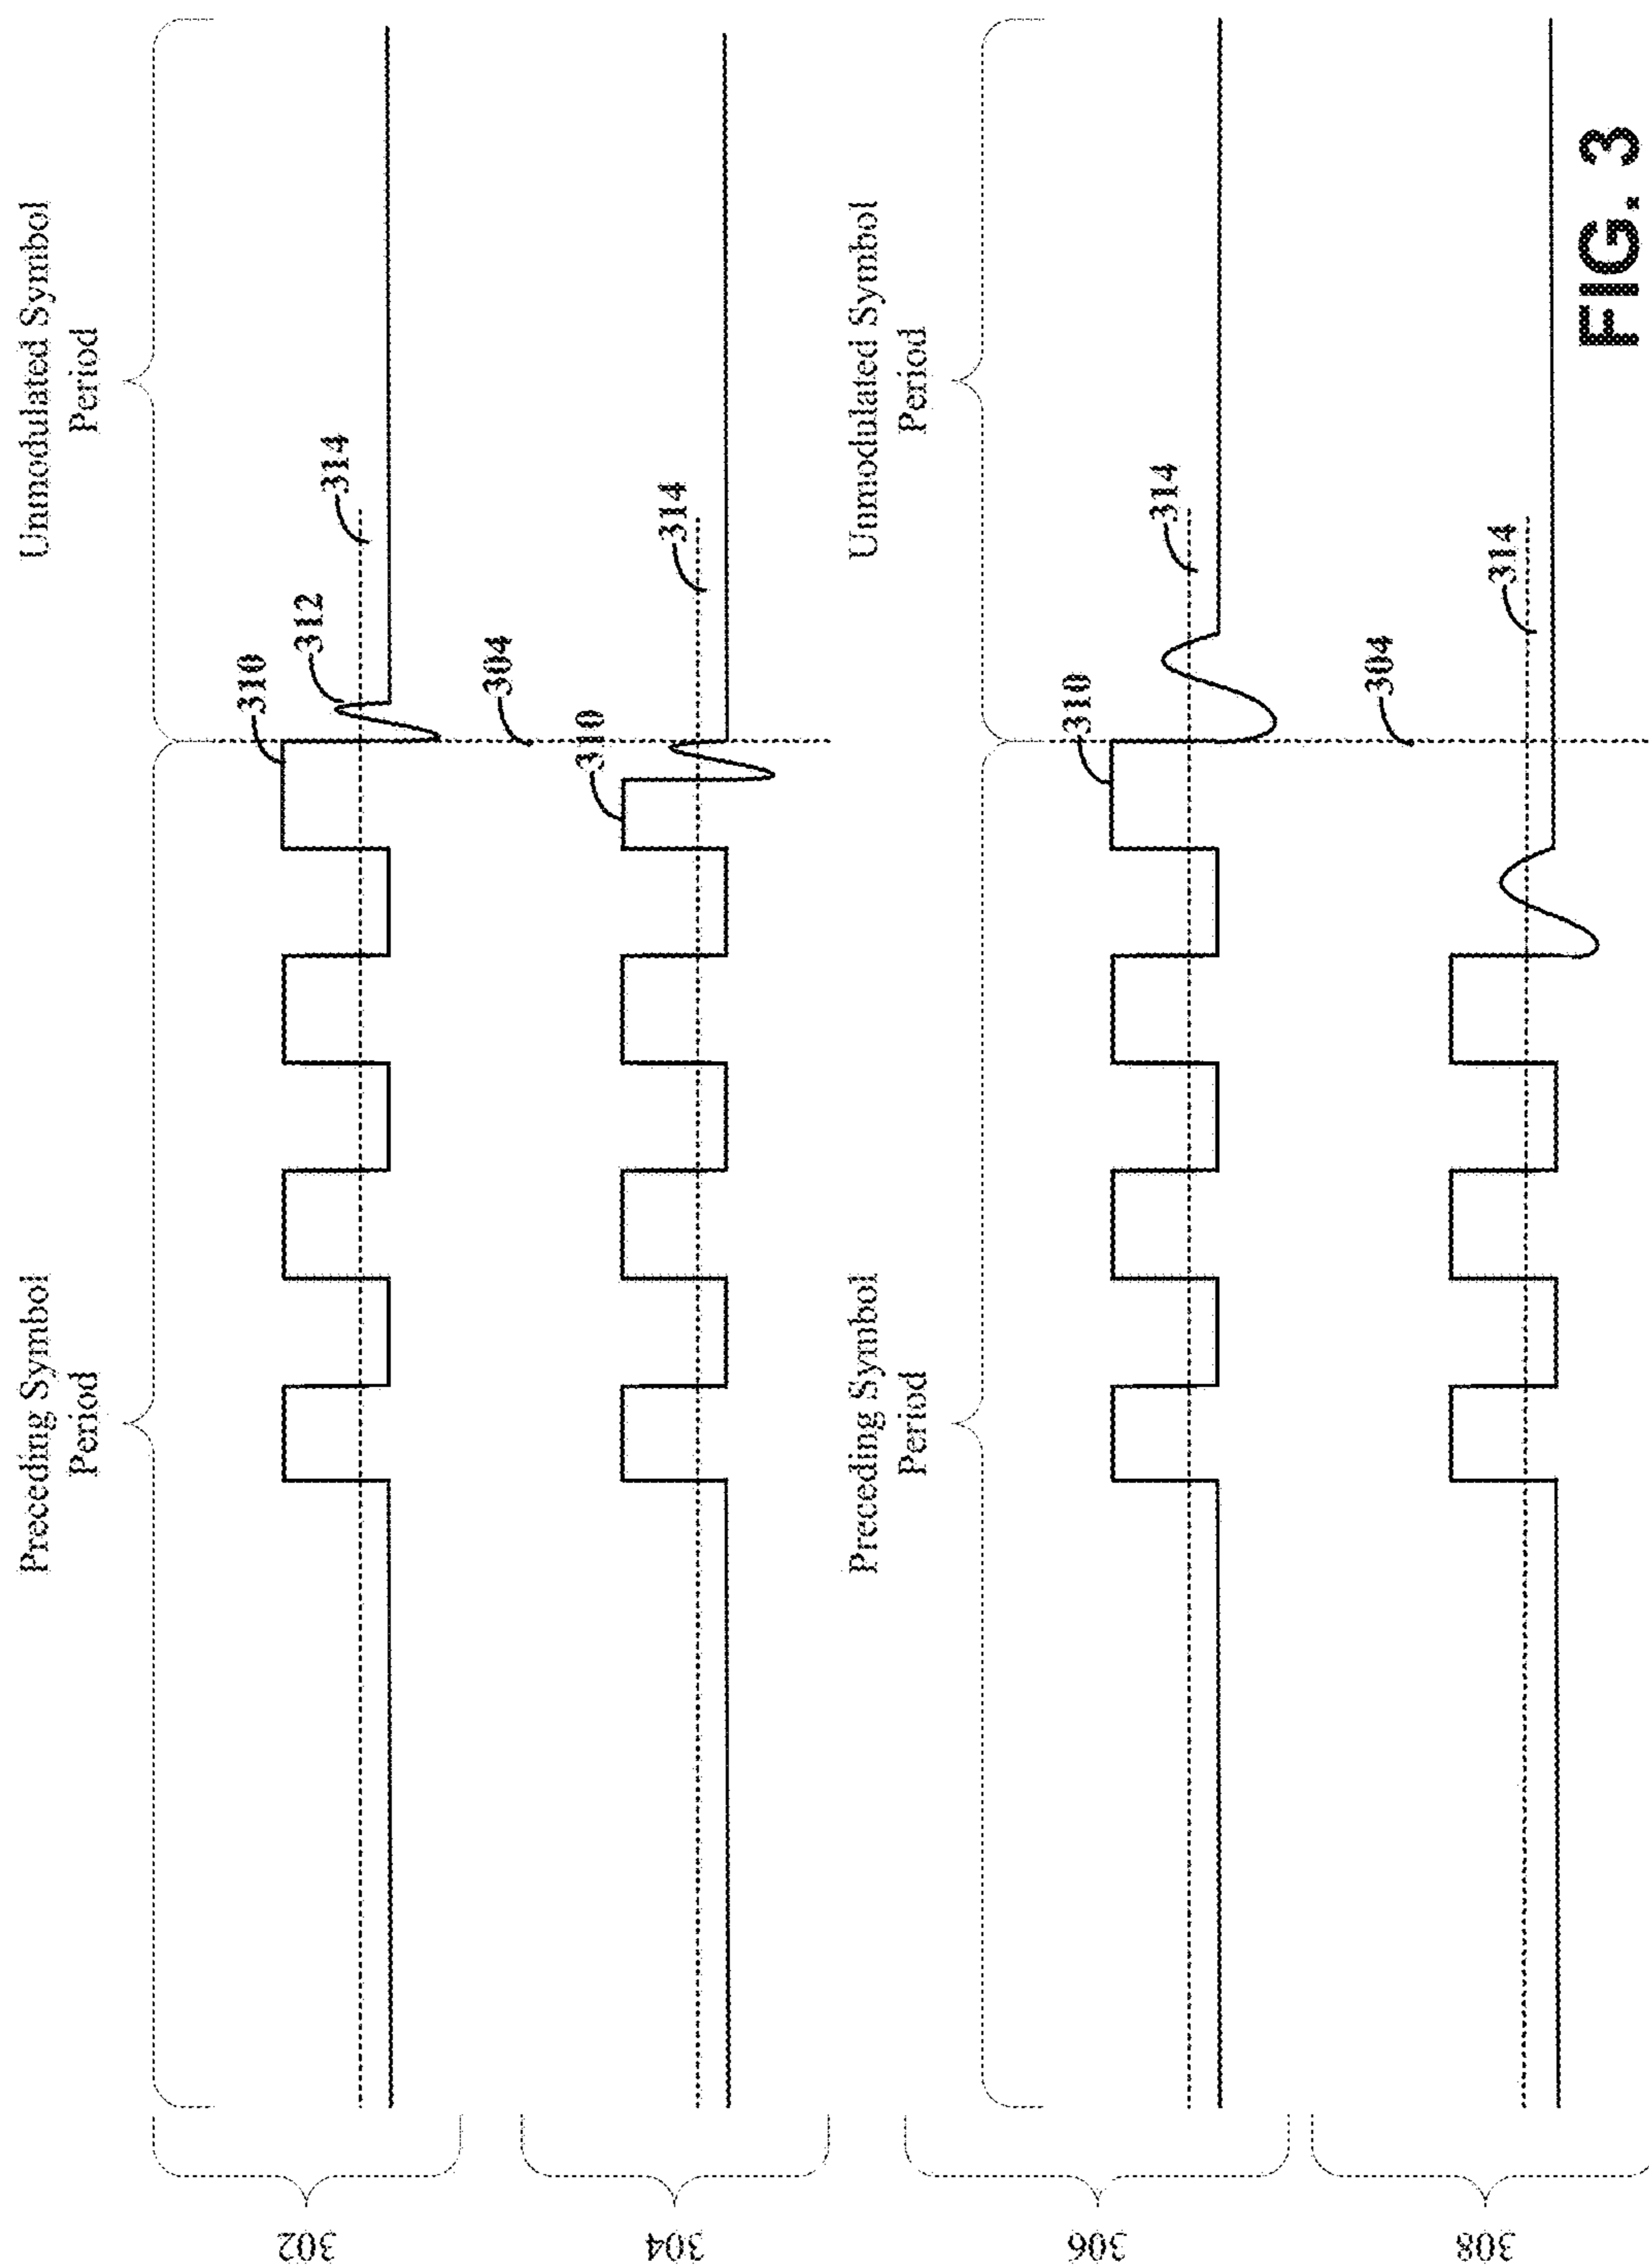 Preceding Symbol
Period
Unmodulated Symbol
Period
302
310
312
314
304
304
310
314
Preceding Symbol
Period
Unmodulated Symbol
Period
306
310
314
308
304
314
FIG. 3